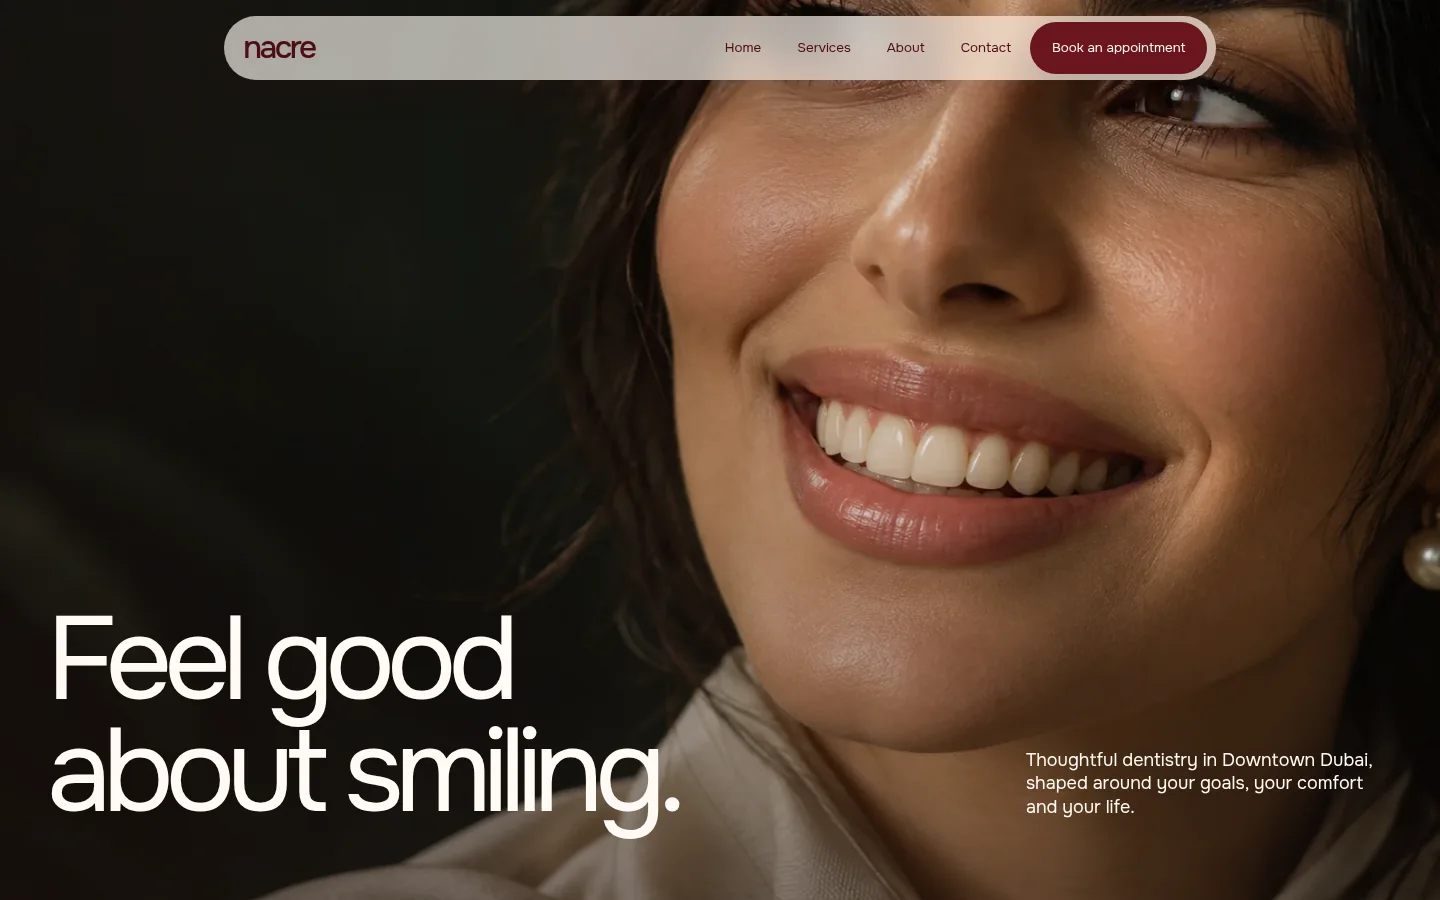 nacre
Home
Services
About
Contact
Book an appointment
Feel good
about smiling.
Thoughtful dentistry in Downtown Dubai,
shaped around your goals, your comfort
and your life.